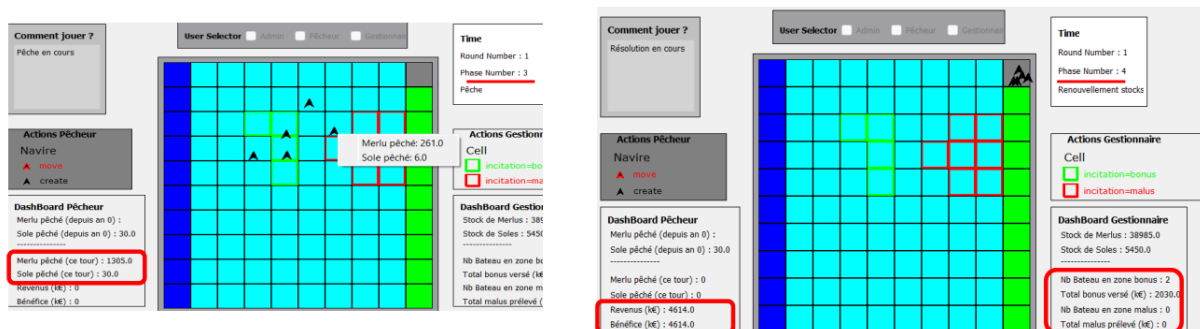 Comment jouer ?
Pêche en cours
User Selector Admin Pêcheur Gestionnair
Time
Round Number : 1
Phase Number : 3
Pêche
Merlu pêché: 261.0
Sole pêché: 6.0
Actions Pêcheur
Navire
move
create
Actions Gestionn
Cell
incitation=bo
incitation=ma
DashBoard Pêcheur
Merlu pêché (depuis an 0) :
Sole pêché (depuis an 0) : 30.0
---------------
Merlu pêché (ce tour) : 1305.0
Sole pêché (ce tour) : 30.0
Revenus (k€) : 0
Bénéfice (k€) : 0
DashBoard Gestio
Stock de Merlus : 389
Stock de Soles : 5450
---------------
Nb Bateau en zone bo
Total bonus versé (k€
Nb Bateau en zone m
Total malus prélevé (
Comment jouer ?
Résolution en cours
User Selector Admin Pêcheur Gestionnaire
Time
Round Number : 1
Phase Number : 4
Renouvellement stocks
Actions Pêcheur
Navire
move
create
Actions Gestionnaire
Cell
incitation=bonus
incitation=malus
DashBoard Pêcheur
Merlu pêché (depuis an 0) :
Sole pêché (depuis an 0) : 30.0
---------------
Merlu pêché (ce tour) : 0
Sole pêché (ce tour) : 0
Revenus (k€) : 4614.0
Bénéfice (k€) : 4614.0
DashBoard Gestionnaire
Stock de Merlus : 38985.0
Stock de Soles : 5450.0
---------------
Nb Bateau en zone bonus : 2
Total bonus versé (k€) : 2030.0
Nb Bateau en zone malus : 0
Total malus prélevé (k€) : 0